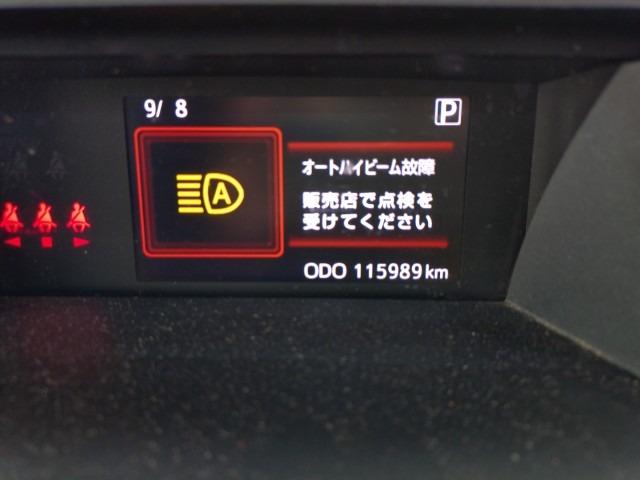 9/ 8
P
A
オートハイビーム故障
販売店で点検を
受けてください
ODO 115989 km